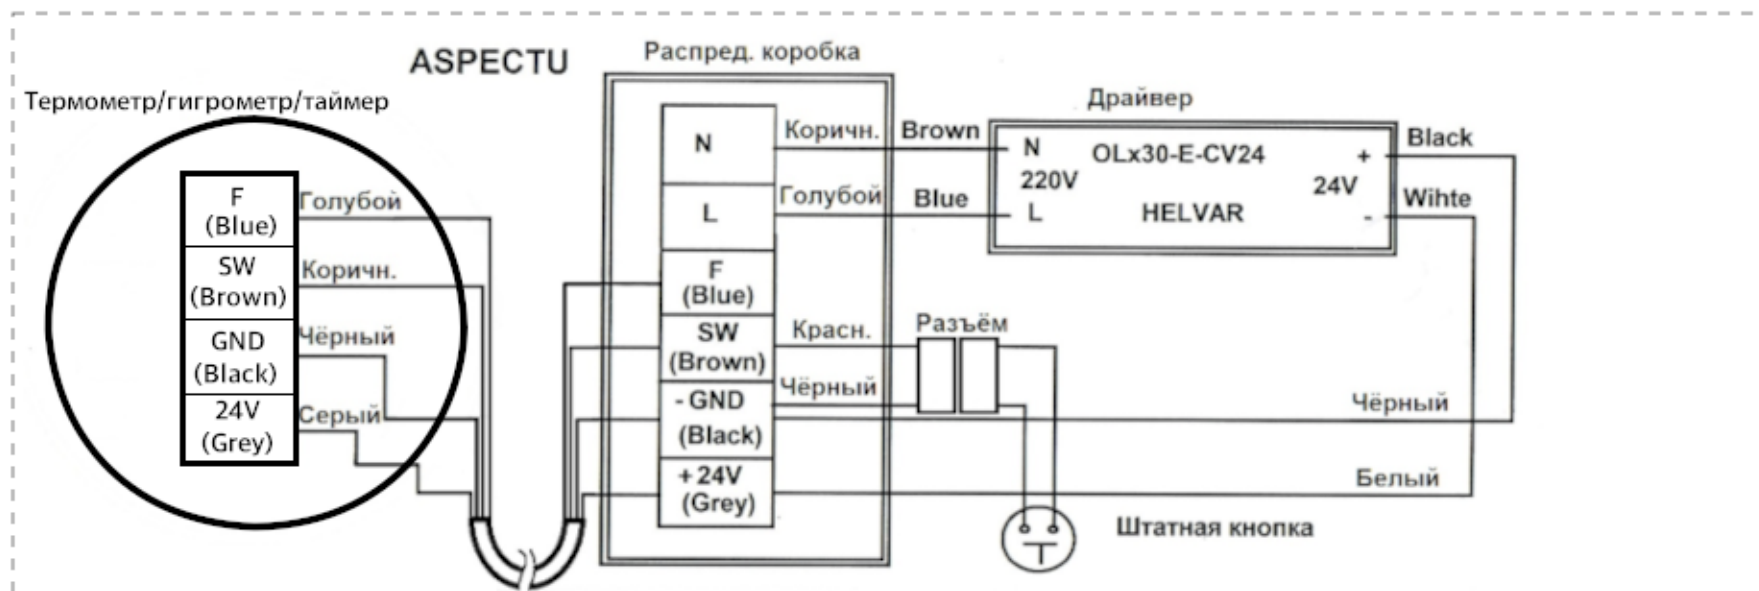 ASPECTU
Распред. коробка
Термометр/гигрометр/таймер
Драйвер
F
(Blue)
SW
(Brown)
GND
(Black)
24V
(Grey)
Голубой
Коричн.
Чёрный
Серый
N
L
F
(Blue)
SW
(Brown)
- GND
(Black)
+ 24V
(Grey)
Коричн.
Brown
Голубой
Blue
Красн.
Чёрный
Разъём
N
220V
L
OLx30-E-CV24
HELVAR
+
24V
-
Black
Wihte
Чёрный
Белый
Штатная кнопка